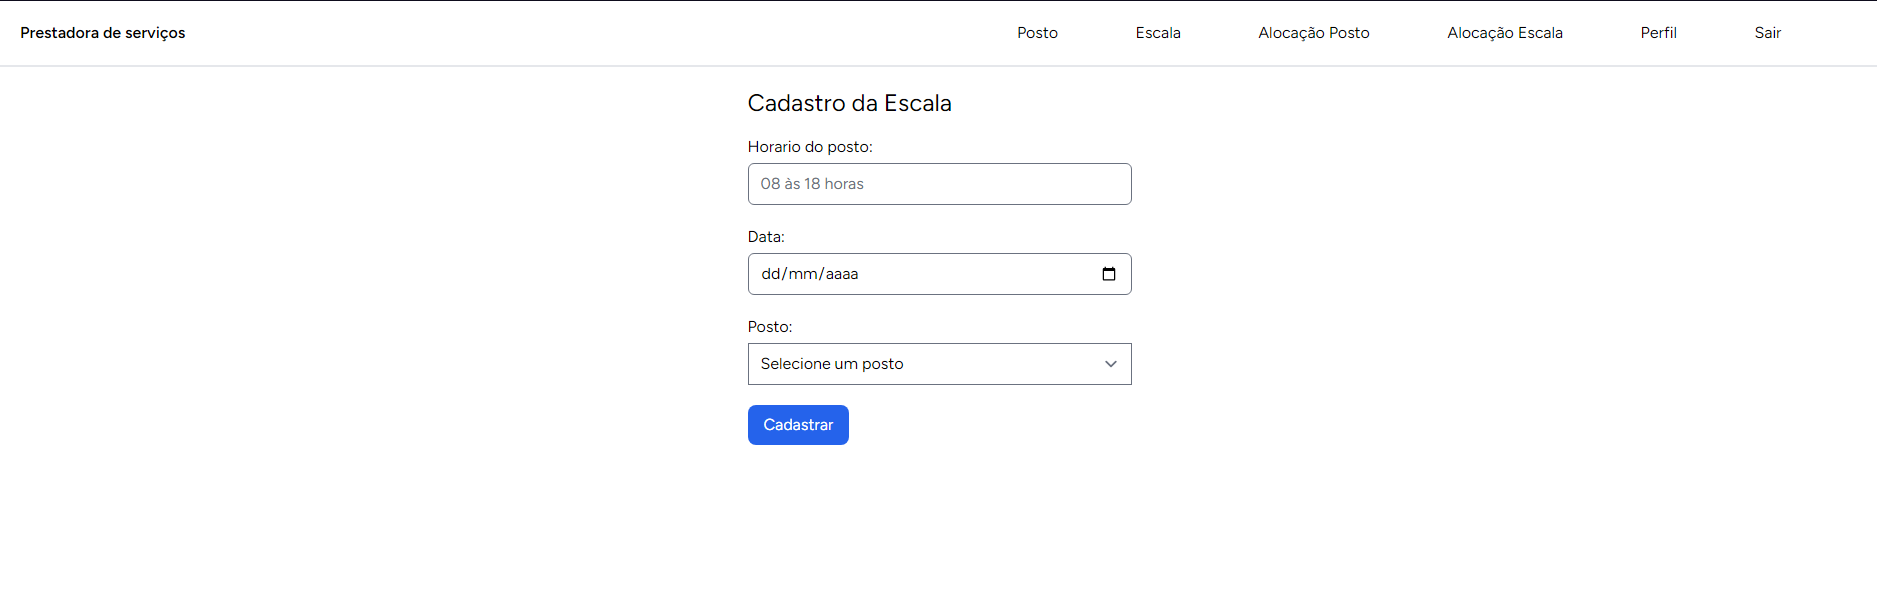 Prestadora de serviços Posto Escala Alocação Posto Alocação Escala Perfil Sair
Cadastro da Escala
Horario do posto:
08 às 18 horas
Data:
dd/mm/aaaa
Posto:
Selecione um posto
Cadastrar